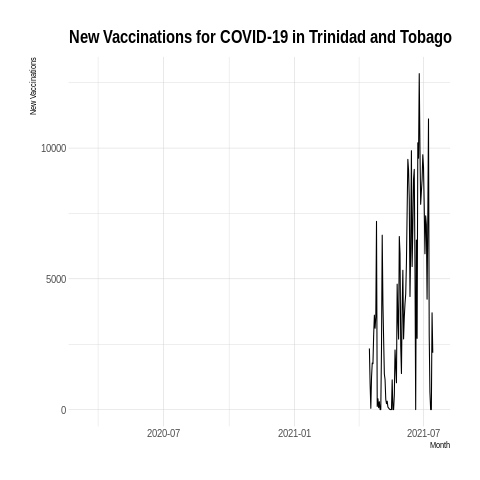 New Vaccinations for COVID-19 in Trinidad and Tobago
New Vaccinations
10000
5000
0
2020-07
2021-01
2021-07
Month